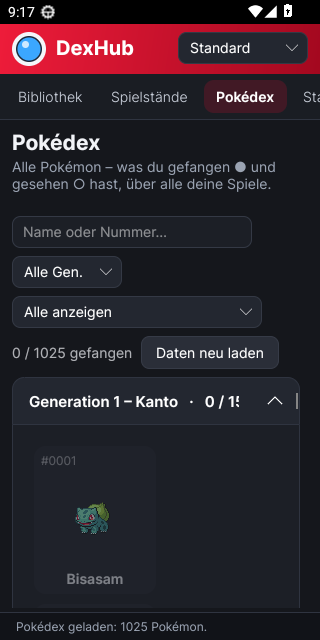 9:17
DexHub
Standard
Bibliothek Spielstände Pokédex Sta
Pokédex
Alle Pokémon – was du gefangen ● und
gesehen ○ hast, über alle deine Spiele.
Name oder Nummer...
Alle Gen.
Alle anzeigen
0 / 1025 gefangen Daten neu laden
Generation 1 – Kanto · 0 / 15
#0001
Bisasam
Pokédex geladen: 1025 Pokémon.